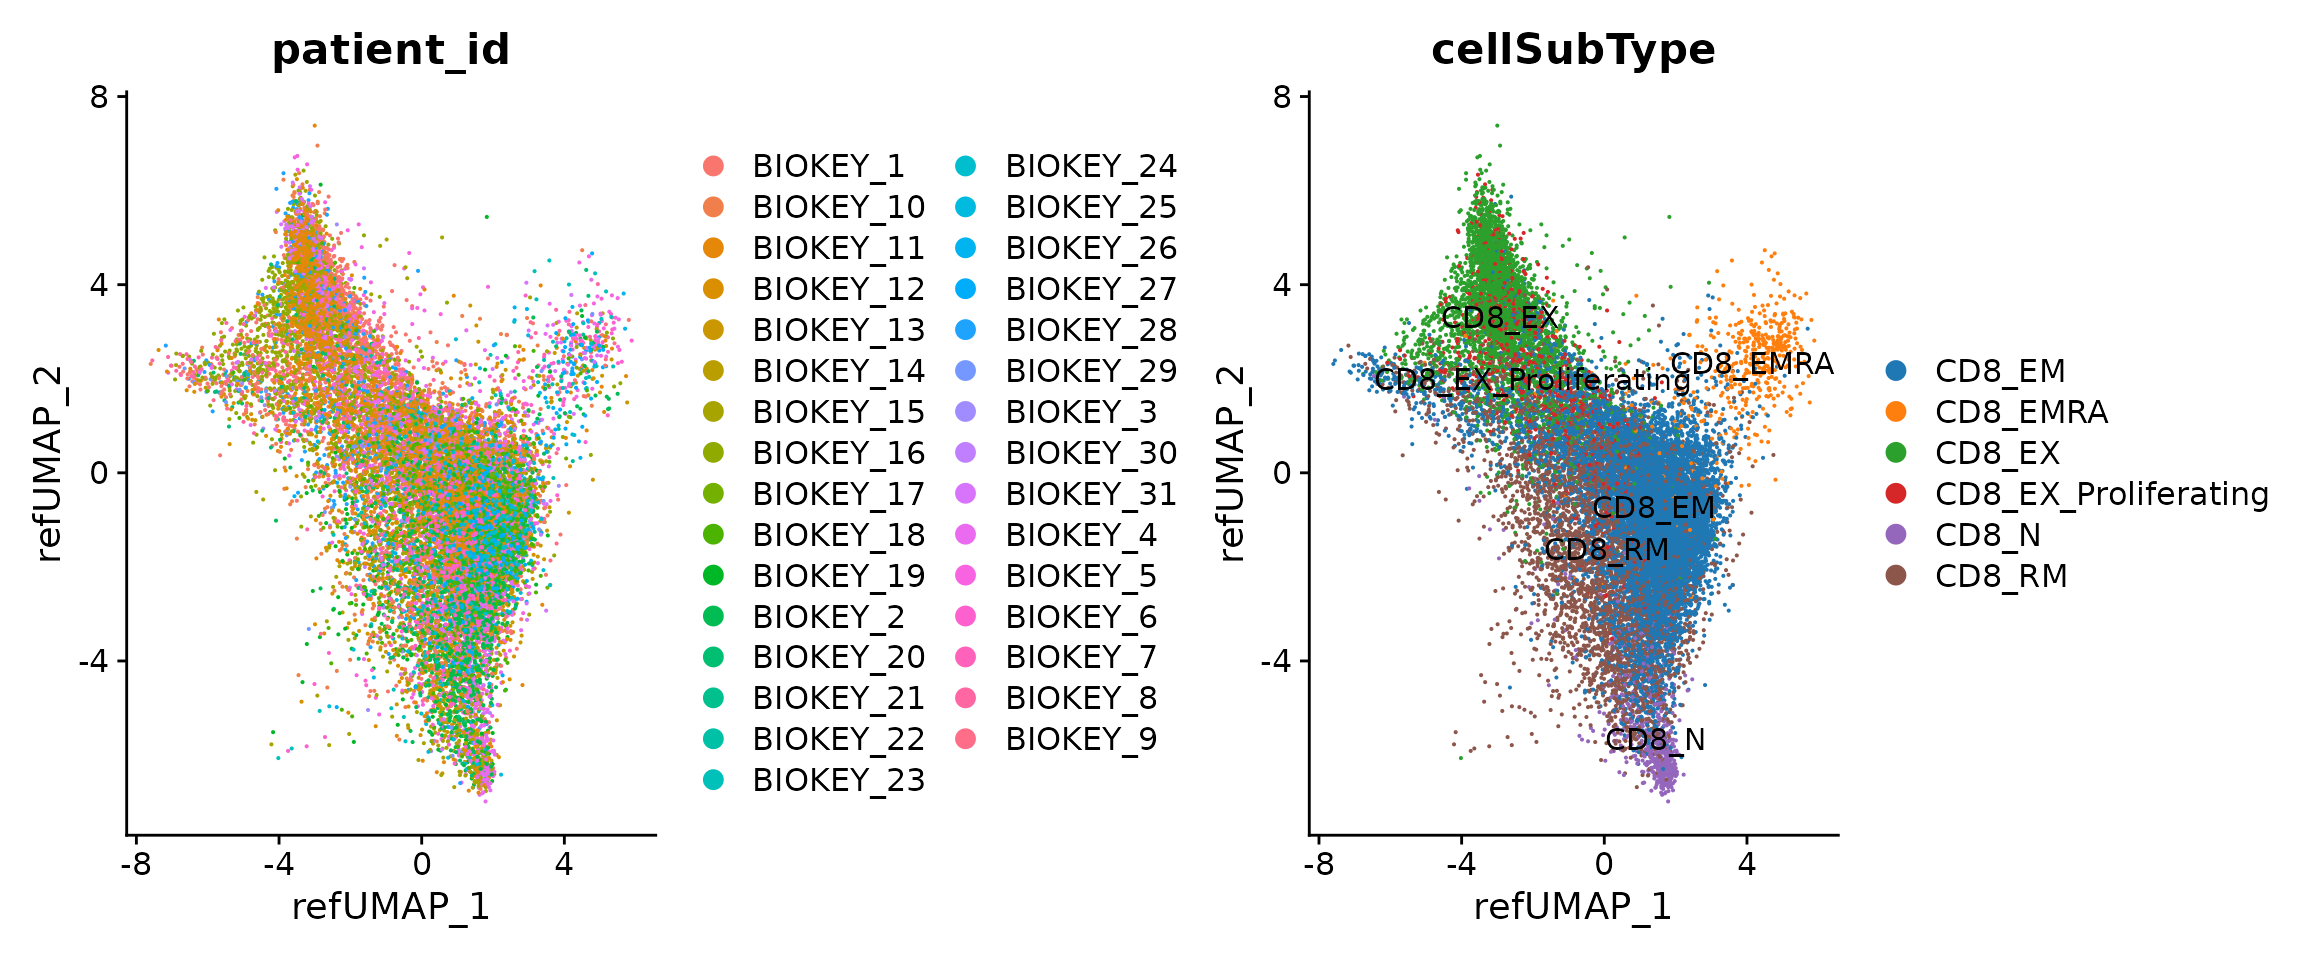 patient_id
8
4
0
-4
refUMAP_2
-8
-4
0
4
refUMAP_1
BIOKEY_1
BIOKEY_10
BIOKEY_11
BIOKEY_12
BIOKEY_13
BIOKEY_14
BIOKEY_15
BIOKEY_16
BIOKEY_17
BIOKEY_18
BIOKEY_19
BIOKEY_2
BIOKEY_20
BIOKEY_21
BIOKEY_22
BIOKEY_23
BIOKEY_24
BIOKEY_25
BIOKEY_26
BIOKEY_27
BIOKEY_28
BIOKEY_29
BIOKEY_3
BIOKEY_30
BIOKEY_31
BIOKEY_4
BIOKEY_5
BIOKEY_6
BIOKEY_7
BIOKEY_8
BIOKEY_9
cellSubType
8
4
0
-4
refUMAP_2
CD8_EX
CD8_EMRA
CD8_EX_Proliferating
CD8_EM
CD8_RM
CD8_N
-8
-4
0
4
refUMAP_1
CD8_EM
CD8_EMRA
CD8_EX
CD8_EX_Proliferating
CD8_N
CD8_RM